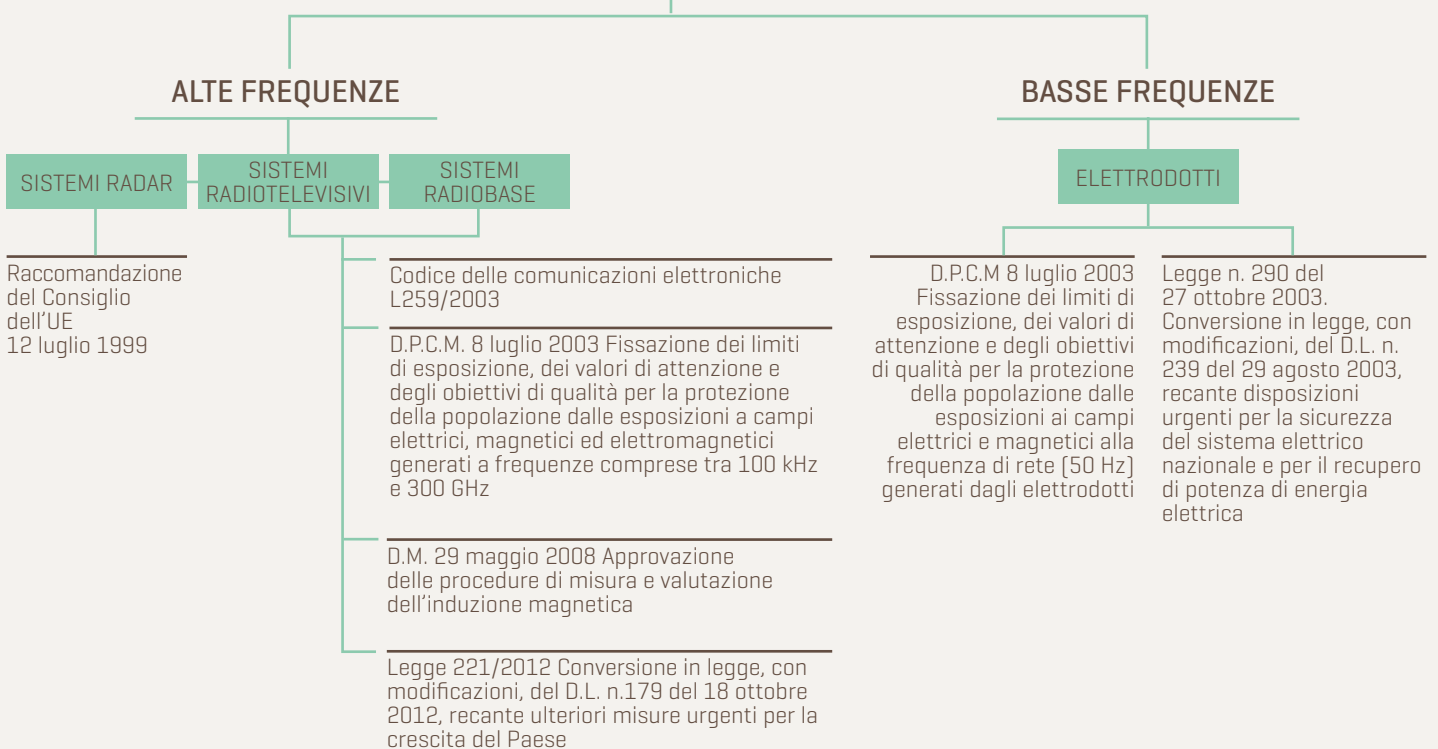 ALTE FREQUENZE
BASSE FREQUENZE
SISTEMI RADAR
SISTEMI
RADIOTELEVISIVI
SISTEMI
RADIOBASE
ELETTRODOTTI
Raccomandazione
del Consiglio
dell'UE
12 luglio 1999
Codice delle comunicazioni elettroniche
L259/2003
D.P.C.M. 8 luglio 2003 Fissazione dei limiti
di esposizione, dei valori di attenzione e
degli obiettivi di qualità per la protezione
della popolazione dalle esposizioni a campi
elettrici, magnetici ed elettromagnetici
generati a frequenze comprese tra 100 kHz
e 300 GHz
D.M. 29 maggio 2008 Approvazione
delle procedure di misura e valutazione
dell'induzione magnetica
Legge 221/2012 Conversione in legge, con
modificazioni, del D.L. n.179 del 18 ottobre
2012, recante ulteriori misure urgenti per la
crescita del Paese
D.P.C.M 8 luglio 2003
Fissazione dei limiti di
esposizione, dei valori di
attenzione e degli obiettivi
di qualità per la protezione
della popolazione dalle
esposizioni ai campi
elettrici e magnetici alla
frequenza di rete (50 Hz)
generati dagli elettrodotti
Legge n. 290 del
27 ottobre 2003.
Conversione in legge, con
modificazioni, del D.L. n.
239 del 29 agosto 2003,
recante disposizioni
urgenti per la sicurezza
del sistema elettrico
nazionale e per il recupero
di potenza di energia
elettrica